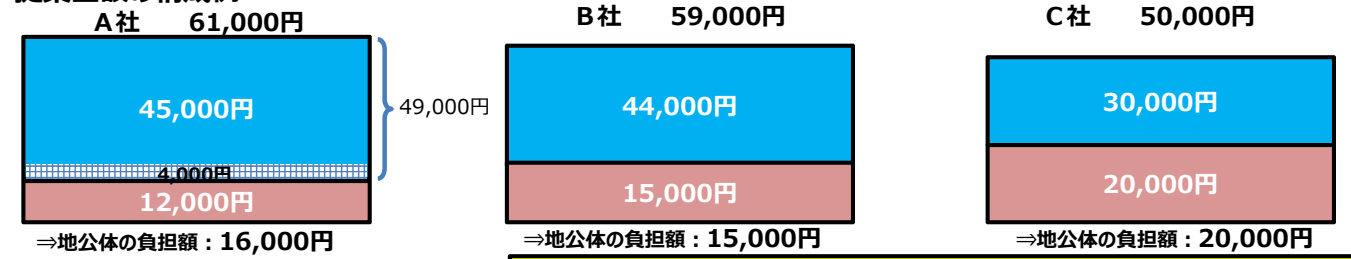 A社 61,000円
45,000円
49,000円
4,000円
12,000円
⇒地公体の負担額：16,000円
B社 59,000円
44,000円
15,000円
⇒地公体の負担額：15,000円
C社 50,000円
30,000円
20,000円
⇒地公体の負担額：20,000円